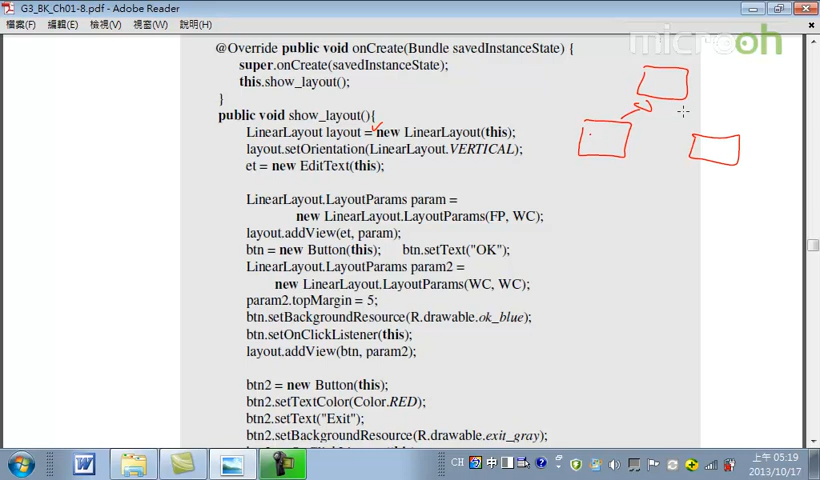 G3_BK_Ch01-8.pdf - Adobe Reader
檔案(F) 編輯(E) 檢視(V) 視窗(W) 說明(H)
microoh
@Override public void onCreate(Bundle savedInstanceState) {
super.onCreate(savedInstanceState);
this.show_layout();
}
public void show_layout(){
LinearLayout layout = new LinearLayout(this);
layout.setOrientation(LinearLayout.VERTICAL);
et = new EditText(this);
LinearLayout.LayoutParams param =
new LinearLayout.LayoutParams(FP, WC);
layout.addView(et, param);
btn = new Button(this); btn.setText("OK");
LinearLayout.LayoutParams param2 =
new LinearLayout.LayoutParams(WC, WC);
param2.topMargin = 5;
btn.setBackgroundResource(R.drawable.ok_blue);
btn.setOnClickListener(this);
layout.addView(btn, param2);
btn2 = new Button(this);
btn2.setTextColor(Color.RED);
btn2.setText("Exit");
btn2.setBackgroundResource(R.drawable.exit_gray);
CH 中
上午 05:19
2013/10/17